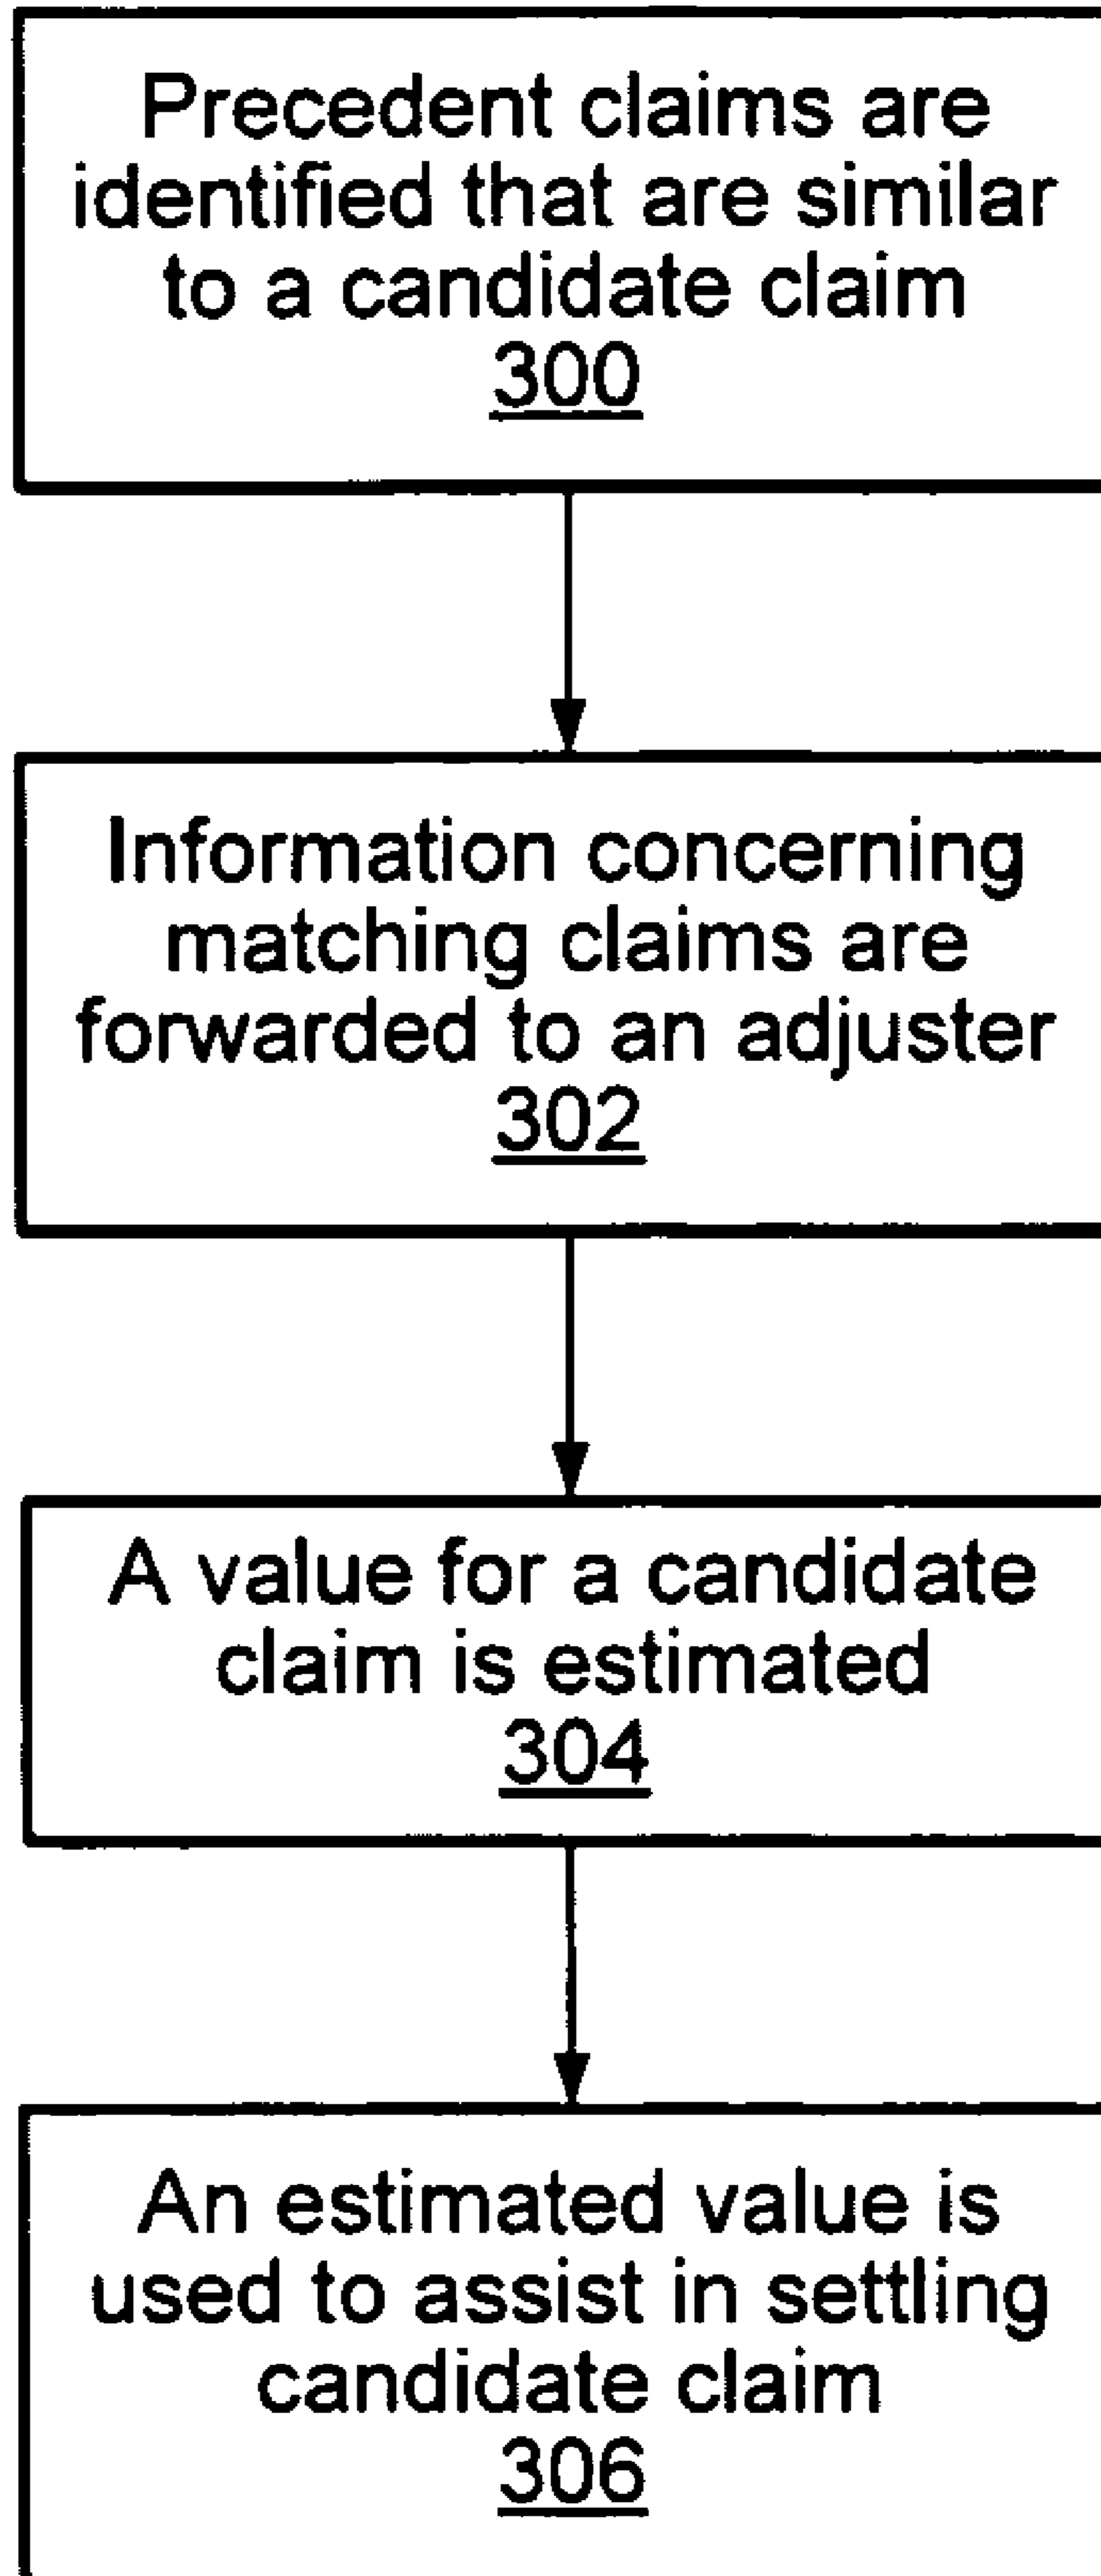 Precedent claims are
identified that are similar
to a candidate claim
300
Information concerning
matching claims are
forwarded to an adjuster
302
A value for a candidate
claim is estimated
304
An estimated value is
used to assist in settling
candidate claim
306